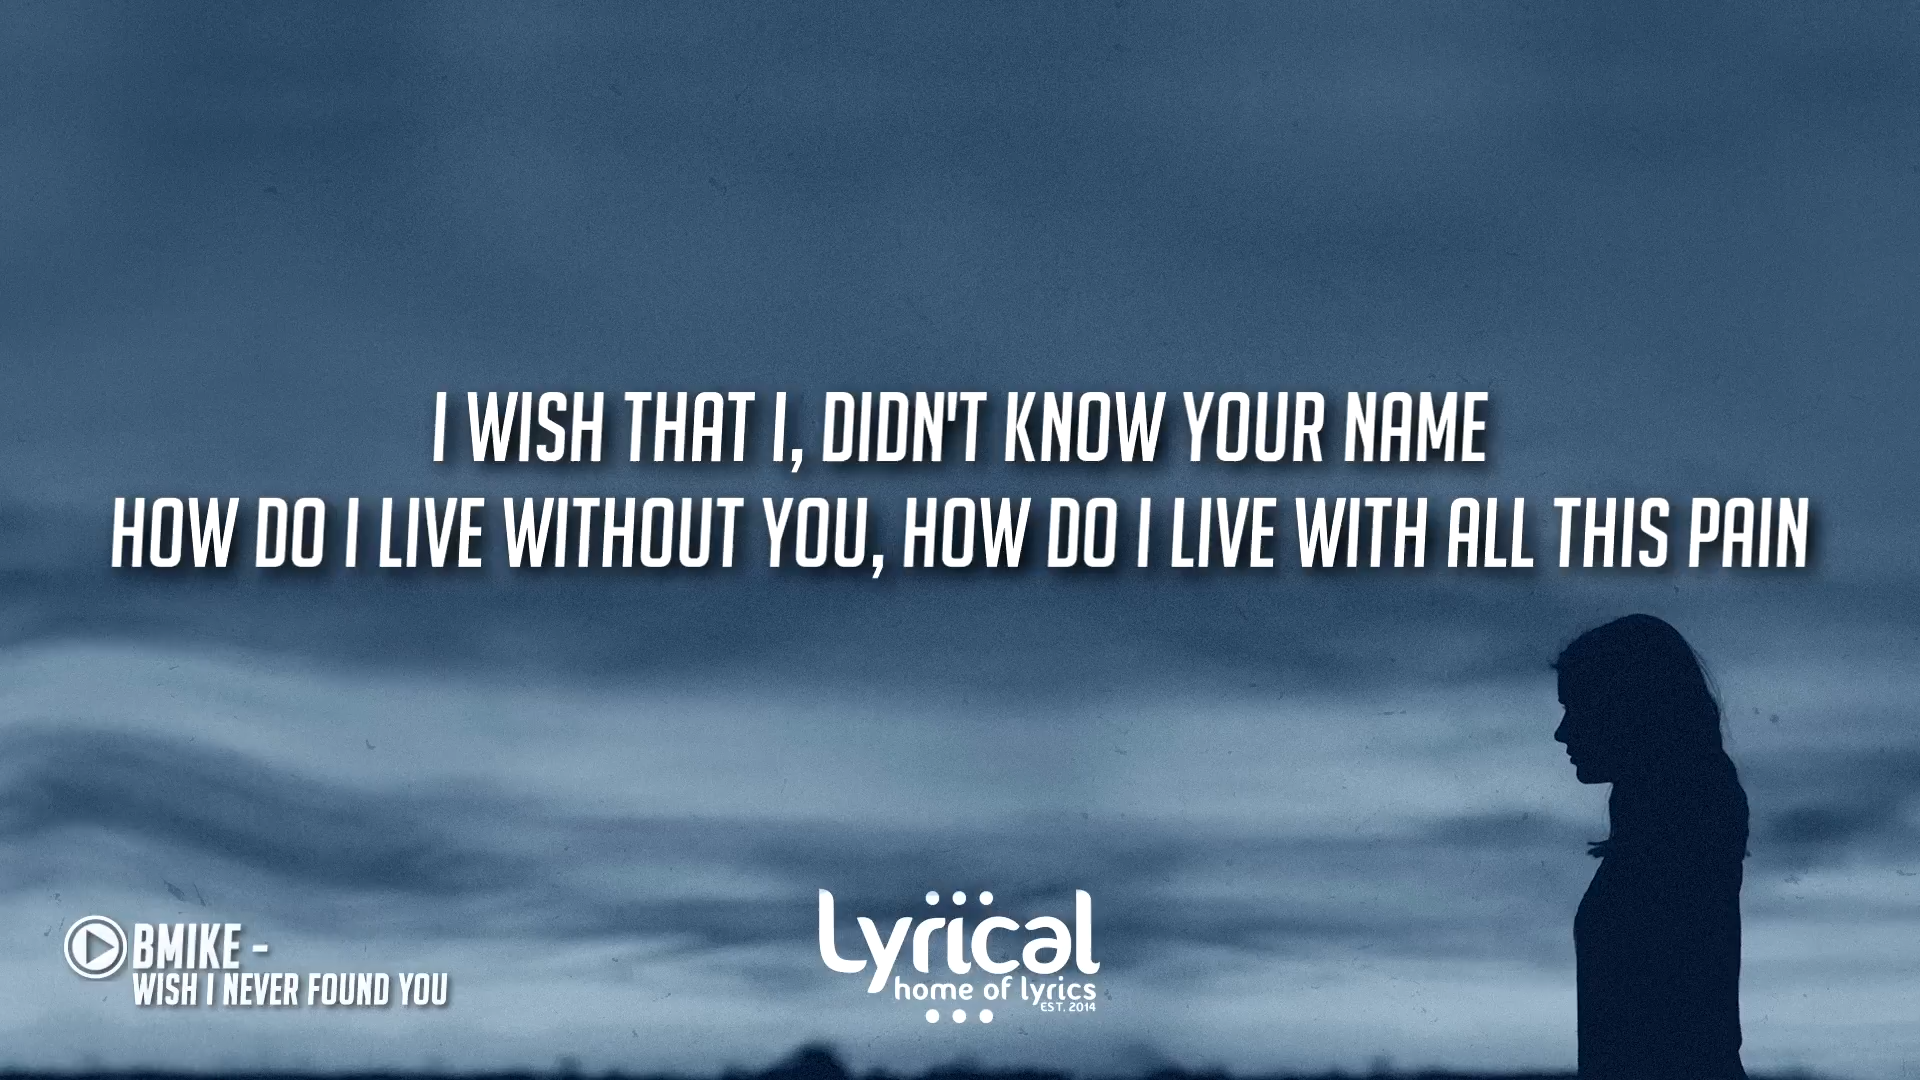 I WISH THAT I, DIDN'T KNOW YOUR NAME
HOW DO I LIVE WITHOUT YOU, HOW DO I LIVE WITH ALL THIS PAIN
BMIKE -
WISH I NEVER FOUND YOU
Lyrical
home of lyrics
EST. 2014